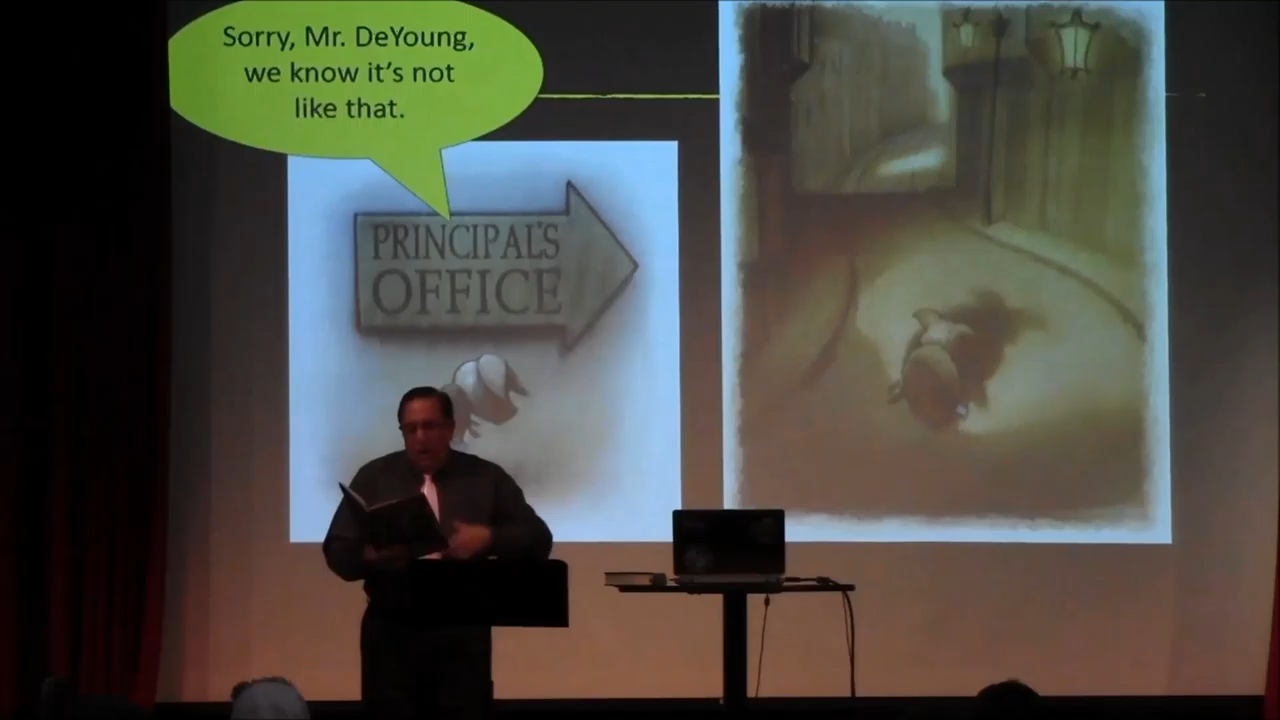 Sorry, Mr. DeYoung,
we know it's not
like that.
PRINCIPAL'S
OFFICE